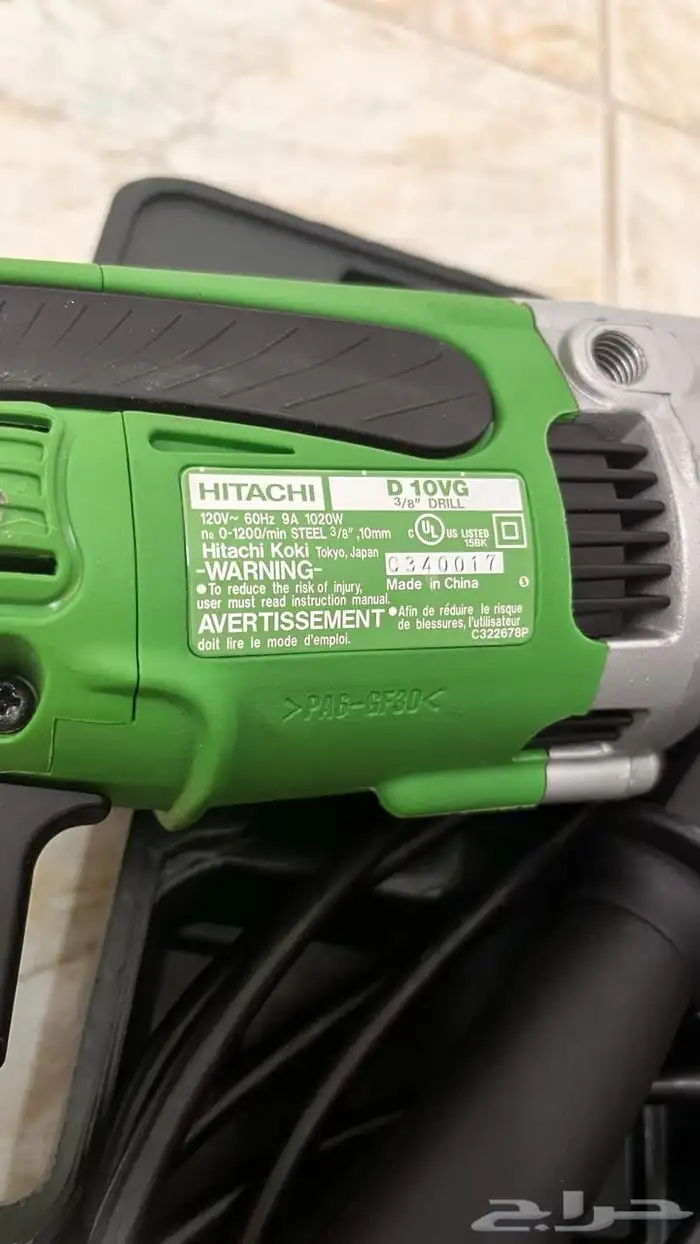 HITACHI
D 10VG
3/8" DRILL
120V~ 60Hz 9A 1020W
n₀ 0-1200/min STEEL 3/8", 10mm
C UL US LISTED
15BK
Hitachi Koki Tokyo, Japan
C340017
-WARNING-
Made in China
S
●To reduce the risk of injury,
user must read instruction manual.
AVERTISSEMENT ●Afin de réduire le risque
de blessures, l'utilisateur
doit lire le mode d'emploi.
C322678P
>PA6-GF30<
حراج